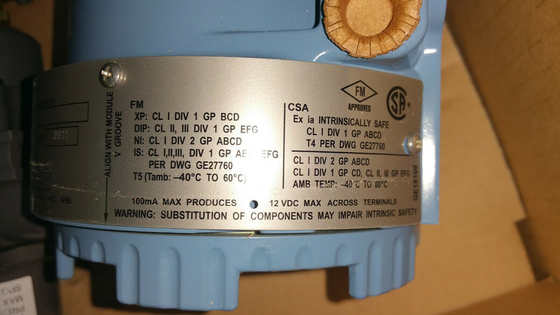 FM
XP: CL I DIV 1 GP BCD
DIP: CL II, III DIV 1 GP EFG
NI: CL I DIV 2 GP ABCD
IS: CL I,II,III, DIV 1 GP EFG
PER DWG GE27760
T5 (Tamb: –40°C TO 60°C)
ALIGN WITH MODULE
V GROOVE
FM
APPROVED
CSA
Ex ia INTRINSICALLY SAFE
CL I DIV 1 GP ABCD
T4 PER DWG GE27760
CL I DIV 2 GP ABCD
CL I DIV 1 GP CD, CL II, III GP EFG
AMB TEMP: –40°C TO 80°C
100mA MAX PRODUCES 12 VDC MAX ACROSS TERMINALS
WARNING: SUBSTITUTION OF COMPONENTS MAY IMPAIR INTRINSIC SAFETY
MAX